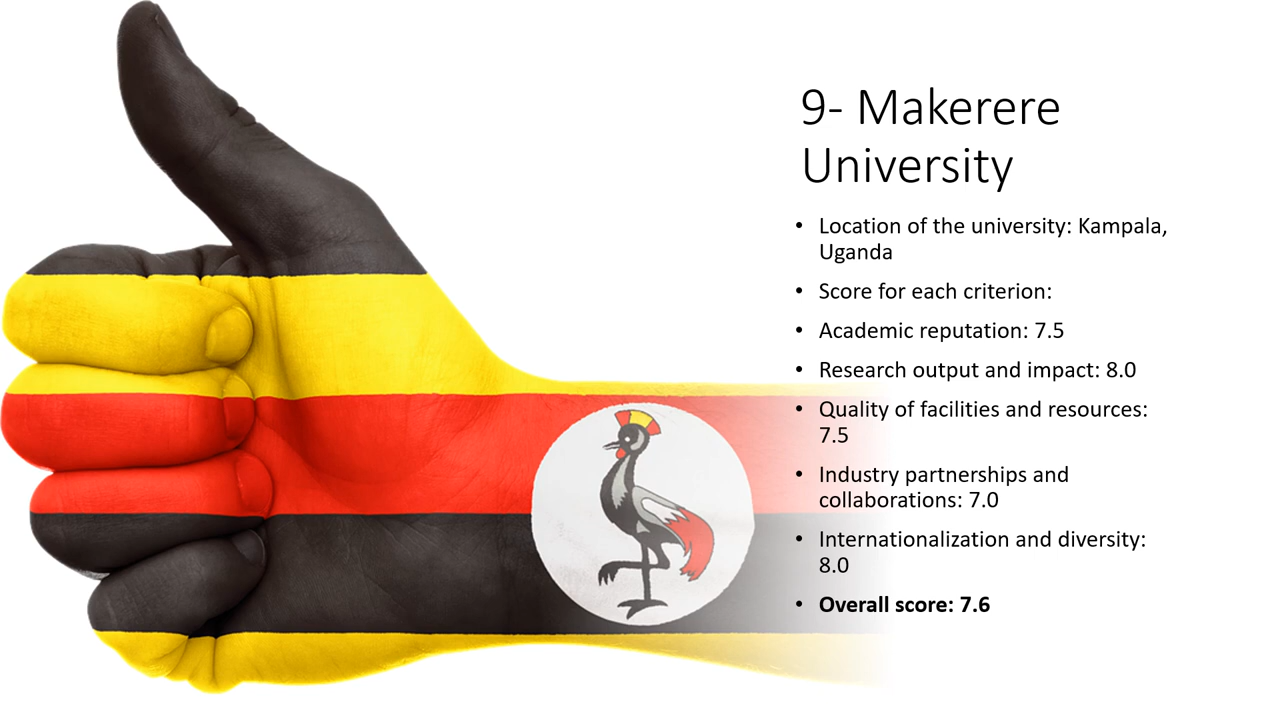 9- Makerere
University
• Location of the university: Kampala,
Uganda
• Score for each criterion:
• Academic reputation: 7.5
• Research output and impact: 8.0
• Quality of facilities and resources:
7.5
• Industry partnerships and
collaborations: 7.0
• Internationalization and diversity:
8.0
• Overall score: 7.6